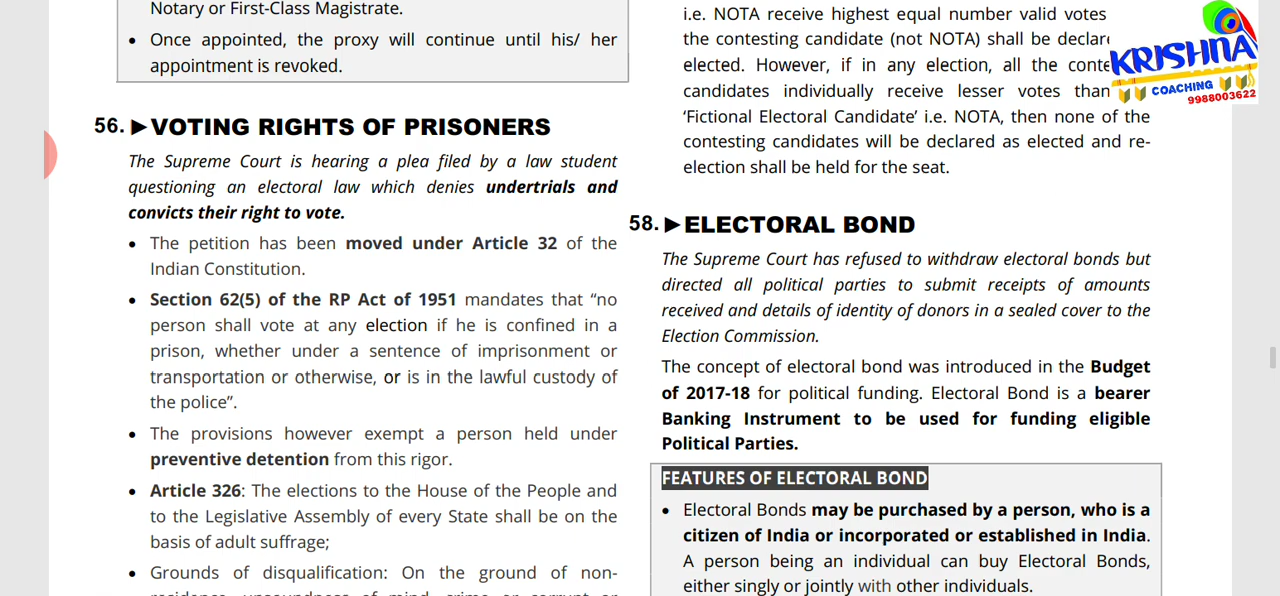 Notary or First-Class Magistrate.
• Once appointed, the proxy will continue until his/ her
appointment is revoked.
56. ►VOTING RIGHTS OF PRISONERS
The Supreme Court is hearing a plea filed by a law student
questioning an electoral law which denies undertrials and
convicts their right to vote.
• The petition has been moved under Article 32 of the
Indian Constitution.
• Section 62(5) of the RP Act of 1951 mandates that “no
person shall vote at any election if he is confined in a
prison, whether under a sentence of imprisonment or
transportation or otherwise, or is in the lawful custody of
the police”.
• The provisions however exempt a person held under
preventive detention from this rigor.
• Article 326: The elections to the House of the People and
to the Legislative Assembly of every State shall be on the
basis of adult suffrage;
• Grounds of disqualification: On the ground of non-
i.e. NOTA receive highest equal number valid votes
the contesting candidate (not NOTA) shall be
elected. However, if in any election, all the
candidates individually receive lesser votes than
‘Fictional Electoral Candidate’ i.e. NOTA, then none of the
contesting candidates will be declared as elected and re-
election shall be held for the seat.
58. ►ELECTORAL BOND
The Supreme Court has refused to withdraw electoral bonds but
directed all political parties to submit receipts of amounts
received and details of identity of donors in a sealed cover to the
Election Commission.
The concept of electoral bond was introduced in the Budget
of 2017-18 for political funding. Electoral Bond is a bearer
Banking Instrument to be used for funding eligible
Political Parties.
FEATURES OF ELECTORAL BOND
• Electoral Bonds may be purchased by a person, who is a
citizen of India or incorporated or established in India.
A person being an individual can buy Electoral Bonds,
either singly or jointly with other individuals.
KRISHNA
COACHING
9988003622